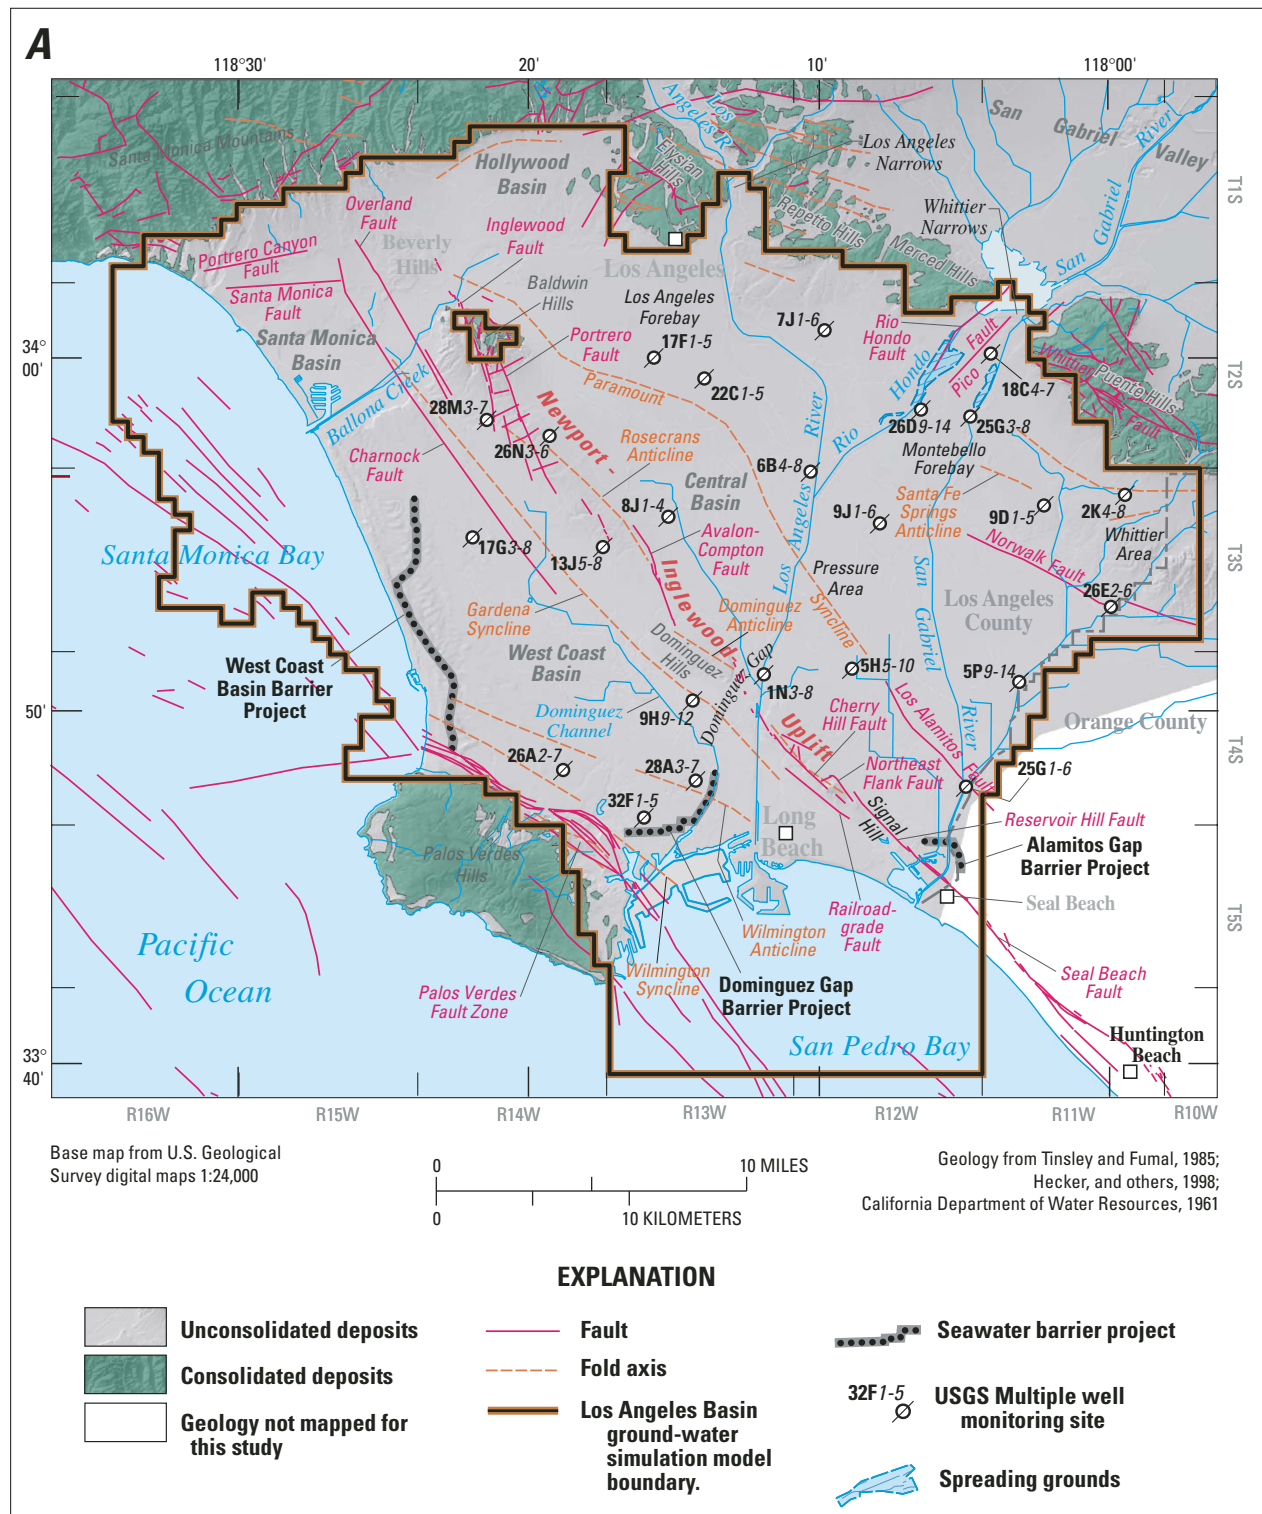 A
118°30'
20'
10'
118°00'
Santa Monica Mountains
Hollywood
Basin
Elysian
Hills
Los
Angeles R
Los Angeles
Narrows
San
Gabriel
Valley
River
T1S
Overland
Fault
Beverly
Hills
Inglewood
Fault
Repetto Hills
Merced Hills
Whittier
Narrows
San
Gabriel
Portrero Canyon
Fault
Santa Monica
Fault
Baldwin
Hills
Los Angeles
Los Angeles
Forebay
17F1-5
7J1-6
Rio
Hondo
Fault
Santa Monica
Basin
Portrero
Fault
34°
00'
Paramount
22C1-5
Hondo
Pico
Fault
18C4-7
Whittier
Fault
Puente Hills
T2S
Ballona Creek
28M3-7
26N3-6
Newport -
Rosecrans
Anticline
River
Rio
26D9-14
25G3-8
Montebello
Forebay
Charnock
Fault
Central
Basin
6B4-8
Santa Fe
Springs
Anticline
8J1-4
9J1-6
9D1-5
2K4-8
Whittier
Area
Santa Monica Bay
17G3-8
13J5-8
Avalon-
Compton
Fault
Los Angeles
Norwalk Fault
T3S
Pressure
Area
26E2-6
Gardena
Syncline
Inglewood-
Dominguez
Anticline
Syncline
San
Gabriel
Los Angeles
County
West Coast
Basin Barrier
Project
West Coast
Basin
Dominguez
Hills
Dominguez Gap
5H5-10
1N3-8
5P9-14
50'
Dominguez
Channel
9H9-12
Uplift
Cherry
Hill Fault
Los Alamitos
Fault
River
Orange County
T4S
26A2-7
28A3-7
Northeast
Flank Fault
25G1-6
32F1-5
Long
Beach
Signal
Hill
Reservoir Hill Fault
Palos Verdes
Hills
Alamitos Gap
Barrier Project
Seal Beach
T5S
Railroad-
grade
Fault
Pacific
Ocean
Wilmington
Anticline
Wilmington
Syncline
Dominguez Gap
Barrier Project
Palos Verdes
Fault Zone
Seal Beach
Fault
San Pedro Bay
Huntington
Beach
33°
40'
R16W
R15W
R14W
R13W
R12W
R11W
R10W
Base map from U.S. Geological
Survey digital maps 1:24,000
0
10 MILES
0
10 KILOMETERS
Geology from Tinsley and Fumal, 1985;
Hecker, and others, 1998;
California Department of Water Resources, 1961
EXPLANATION
Unconsolidated deposits
Consolidated deposits
Geology not mapped for
this study
Fault
Fold axis
Los Angeles Basin
ground-water
simulation model
boundary.
Seawater barrier project
32F1-5
USGS Multiple well
monitoring site
Spreading grounds